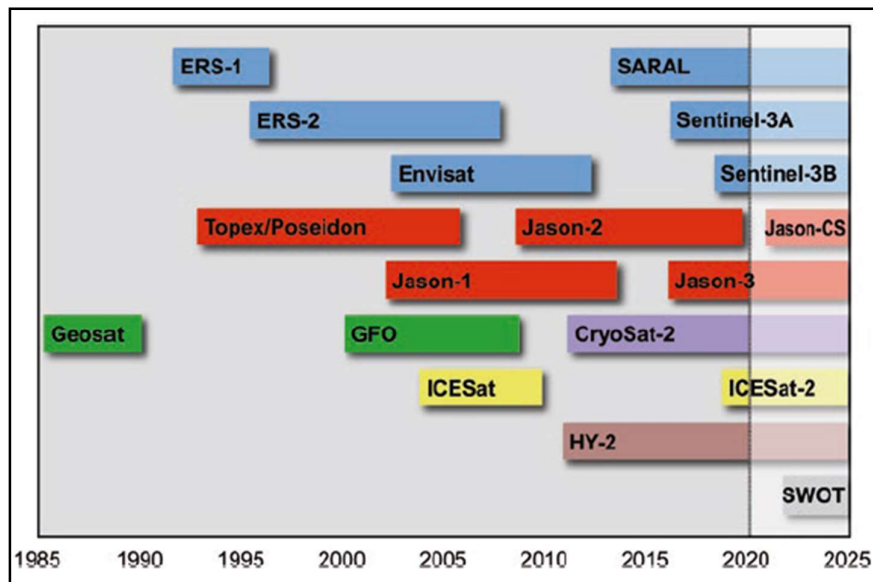 ERS-1 SARAL
ERS-2 Sentinel-3A
Envisat Sentinel-3B
Topex/Poseidon Jason-2 Jason-CS
Jason-1 Jason-3
Geosat GFO CryoSat-2
ICESat ICESat-2
HY-2
SWOT
1985 1990 1995 2000 2005 2010 2015 2020 2025